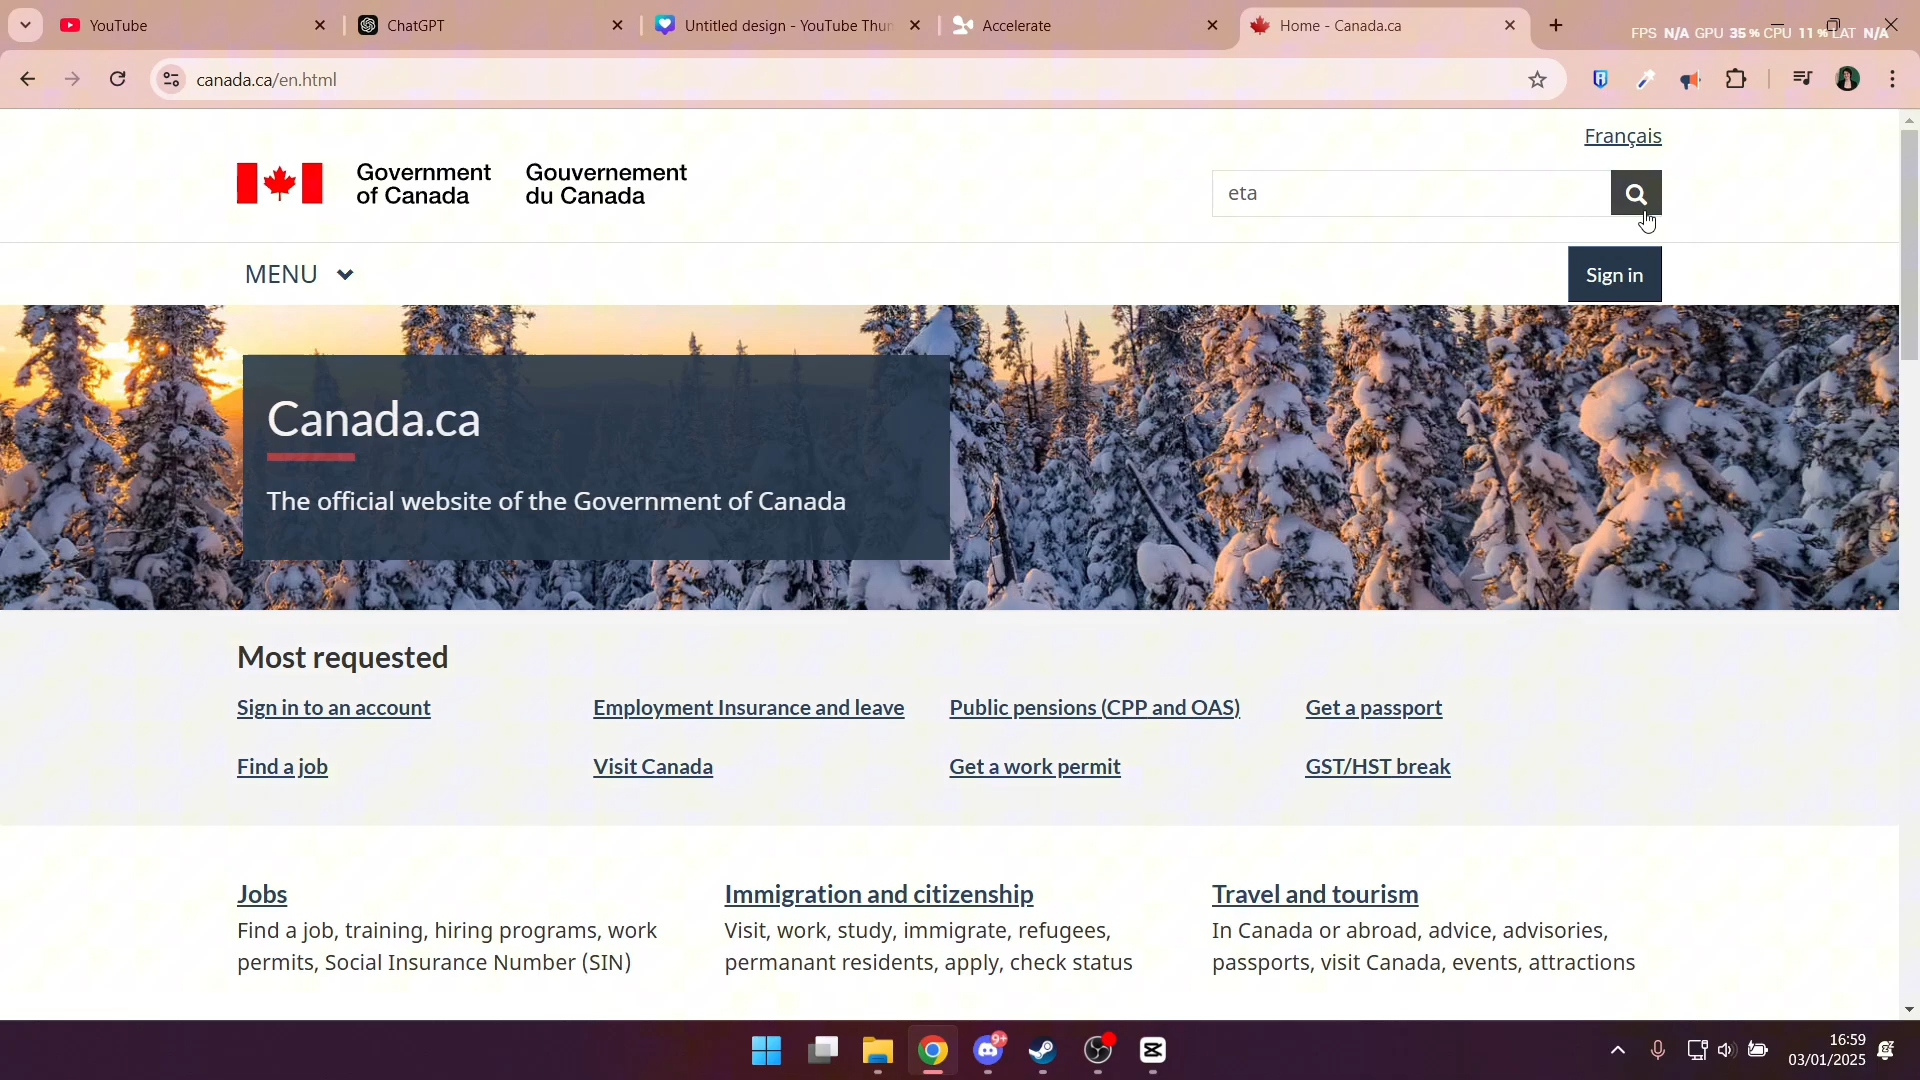 YouTube
ChatGPT
Untitled design - YouTube Thu
Accelerate
Home - Canada.ca
FPS N/A GPU 35 % CPU 11 % LAT N/A
canada.ca/en.html
Français
Government of Canada
Gouvernement du Canada
eta
MENU
Sign in
Canada.ca
The official website of the Government of Canada
Most requested
Sign in to an account
Employment Insurance and leave
Public pensions (CPP and OAS)
Get a passport
Find a job
Visit Canada
Get a work permit
GST/HST break
Jobs
Find a job, training, hiring programs, work
permits, Social Insurance Number (SIN)
Immigration and citizenship
Visit, work, study, immigrate, refugees,
permanant residents, apply, check status
Travel and tourism
In Canada or abroad, advice, advisories,
passports, visit Canada, events, attractions
9+
16:59
03/01/2025